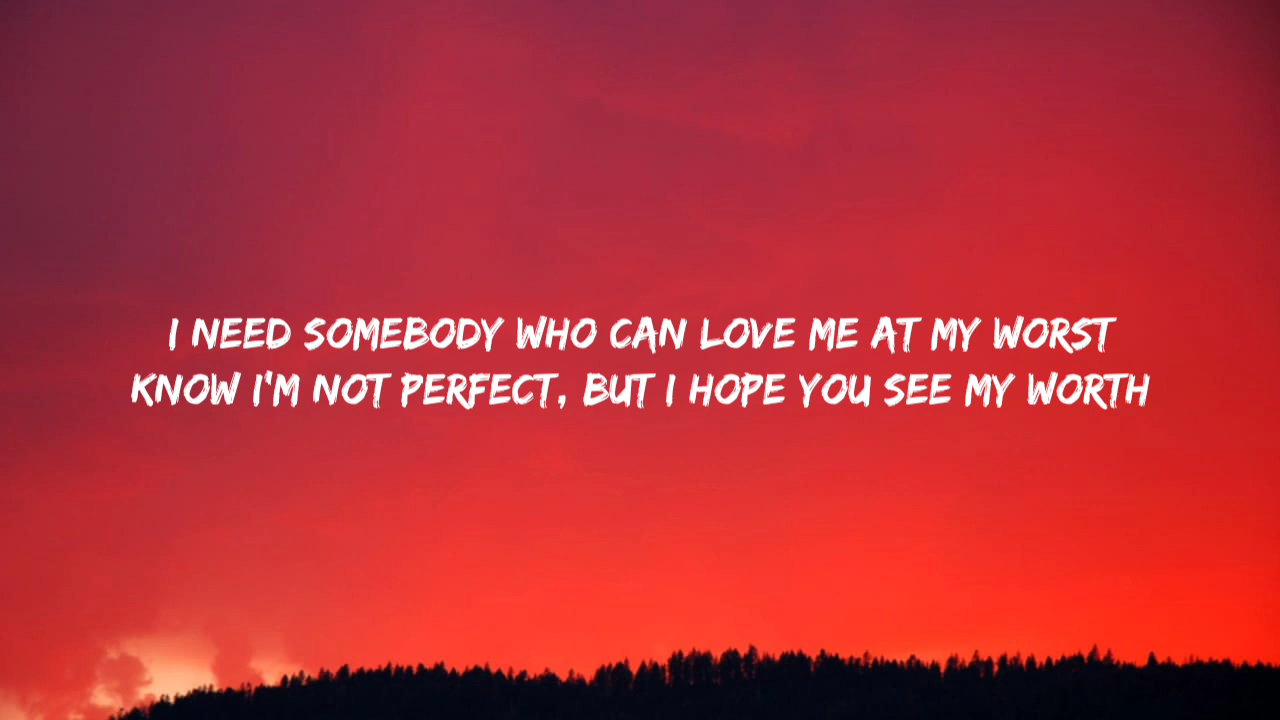 I NEED SOMEBODY WHO CAN LOVE ME AT MY WORST
KNOW I'M NOT PERFECT, BUT I HOPE YOU SEE MY WORTH